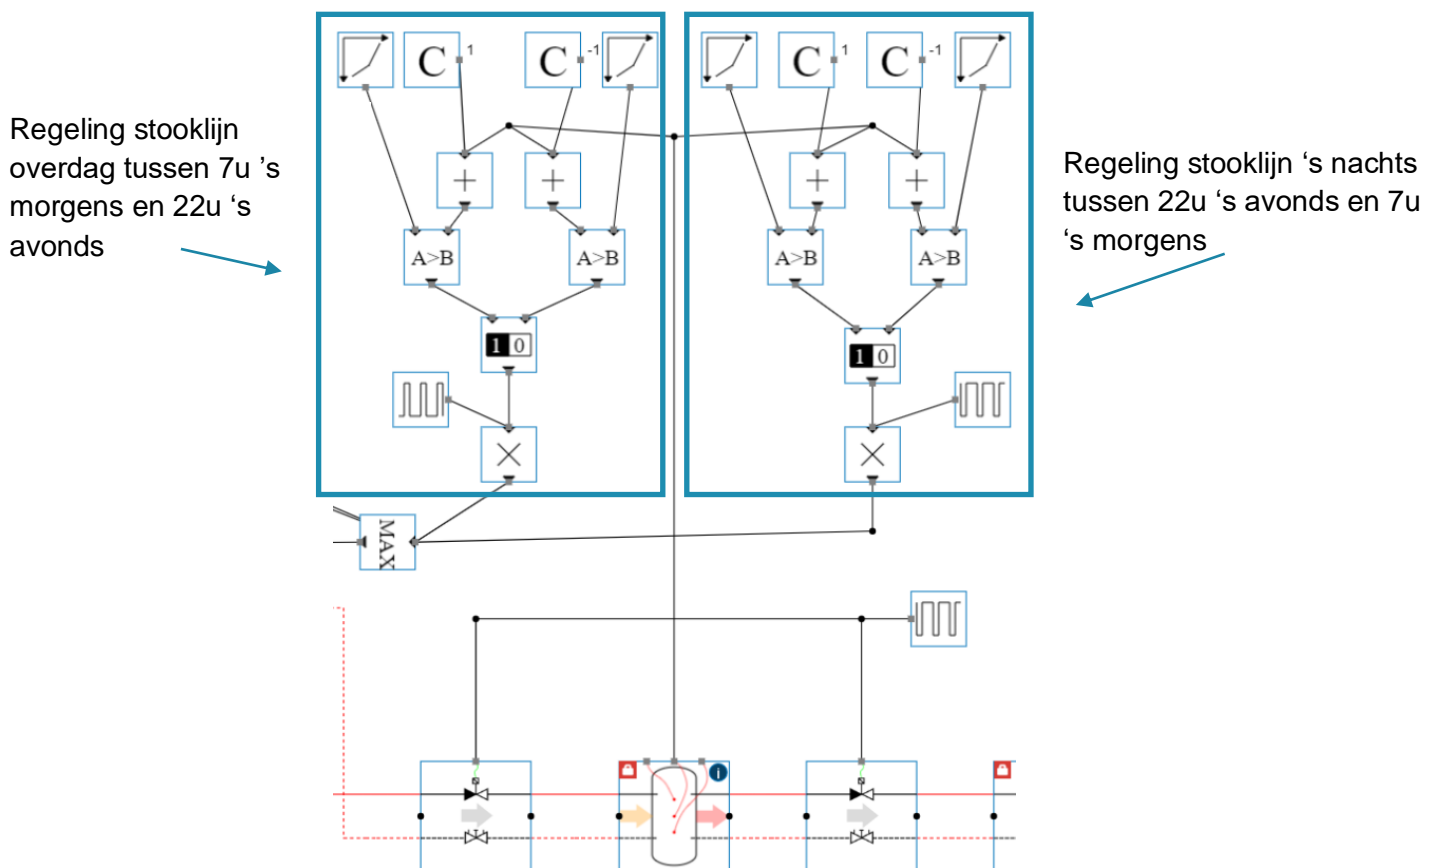 Regeling stooklijn
overdag tussen 7u ’s
morgens en 22u ‘s
avonds
Regeling stooklijn ‘s nachts
tussen 22u ‘s avonds en 7u
‘s morgens
C 1 C -1 C 1 C -1
+ + + +
A>B A>B A>B A>B
1 0
1 0
× ×
MAX
i